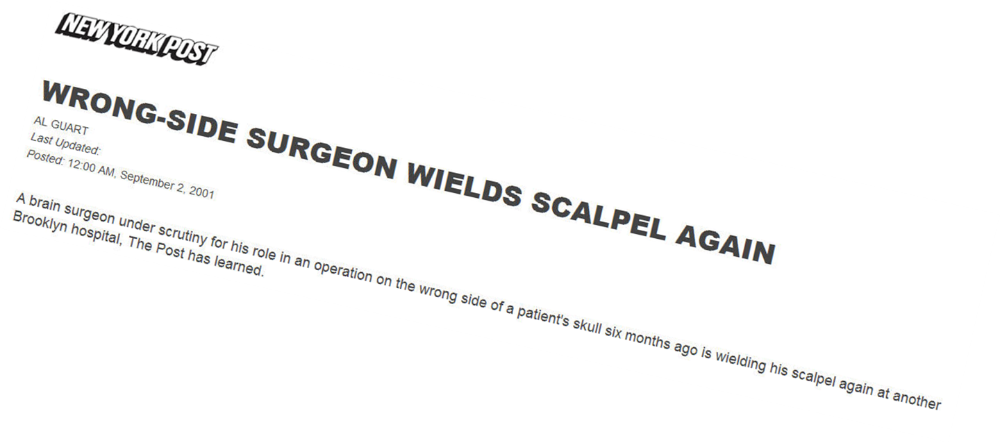 NEW YORK POST
WRONG-SIDE SURGEON WIELDS SCALPEL AGAIN
AL GUART
Last Updated:
Posted: 12:00 AM, September 2, 2001
A brain surgeon under scrutiny for his role in an operation on the wrong side of a patient's skull six months ago is wielding his scalpel again at another
Brooklyn hospital, The Post has learned.